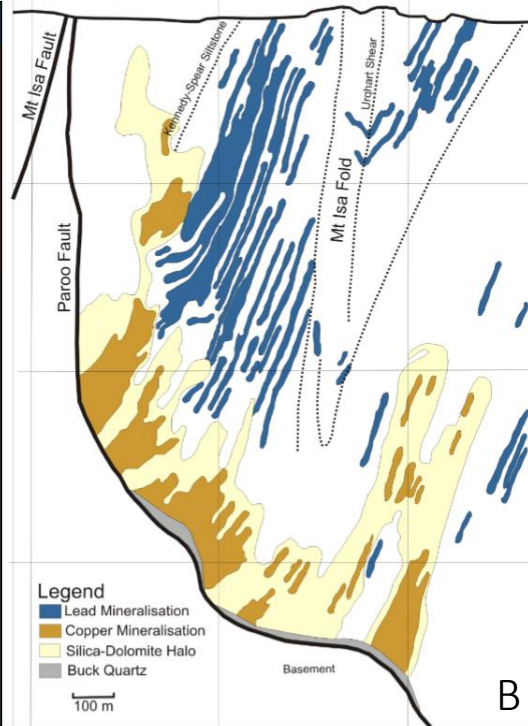 Mt Isa Fault
Kennedy-Spear Siltstone
Urqhart Shear
Mt Isa Fold
Paroo Fault
Legend
Lead Mineralisation
Copper Mineralisation
Silica-Dolomite Halo
Buck Quartz
100 m
Basement
B